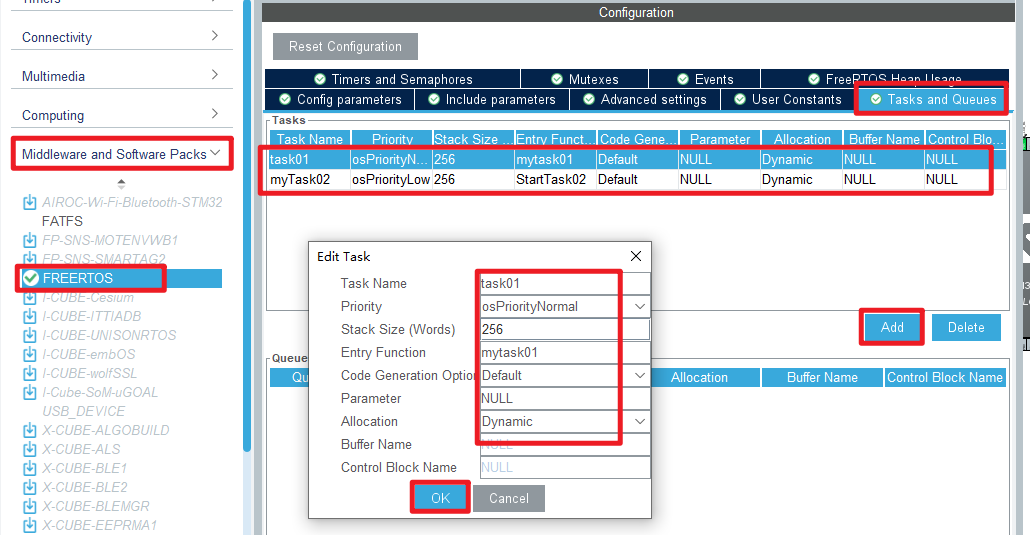 Timers
Connectivity
Multimedia
Computing
Middleware and Software Packs
AIROC-Wi-Fi-Bluetooth-STM32
FATFS
FP-SNS-MOTENVWB1
FP-SNS-SMARTAG2
FREERTOS
I-CUBE-Cesium
I-CUBE-ITTIADB
I-CUBE-UNISONRTOS
I-CUBE-embOS
I-CUBE-wolfSSL
I-Cube-SoM-uGOAL
USB_DEVICE
X-CUBE-ALGOBUILD
X-CUBE-ALS
X-CUBE-BLE1
X-CUBE-BLE2
X-CUBE-BLEMGR
X-CUBE-EEPRMA1
Configuration
Reset Configuration
Timers and Semaphores Mutexes Events FreeRTOS Heap Usage
Config parameters Include parameters Advanced settings User Constants Tasks and Queues
Tasks
Task Name Priority Stack Size ... Entry Funct... Code Gene... Parameter Allocation Buffer Name Control Blo...
task01 osPriorityN... 256 mytask01 Default NULL Dynamic NULL NULL
myTask02 osPriorityLow 256 StartTask02 Default NULL Dynamic NULL NULL
Add Delete
Queue
Qu Allocation Buffer Name Control Block Name
Edit Task
Task Name task01
Priority osPriorityNormal
Stack Size (Words) 256
Entry Function mytask01
Code Generation Option Default
Parameter NULL
Allocation Dynamic
Buffer Name NULL
Control Block Name NULL
OK Cancel